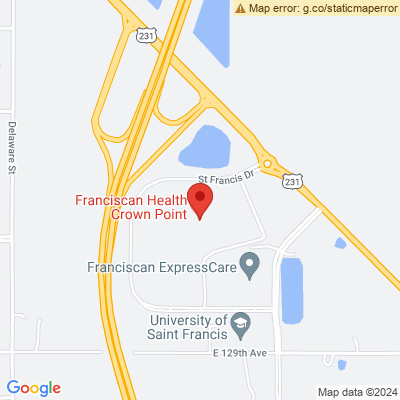 Map error: g.co/staticmaperror
231
Delaware St
St Francis Dr
231
Franciscan Health
Crown Point
Franciscan ExpressCare
University of
Saint Francis
E 129th Ave
Google
Map data ©2024